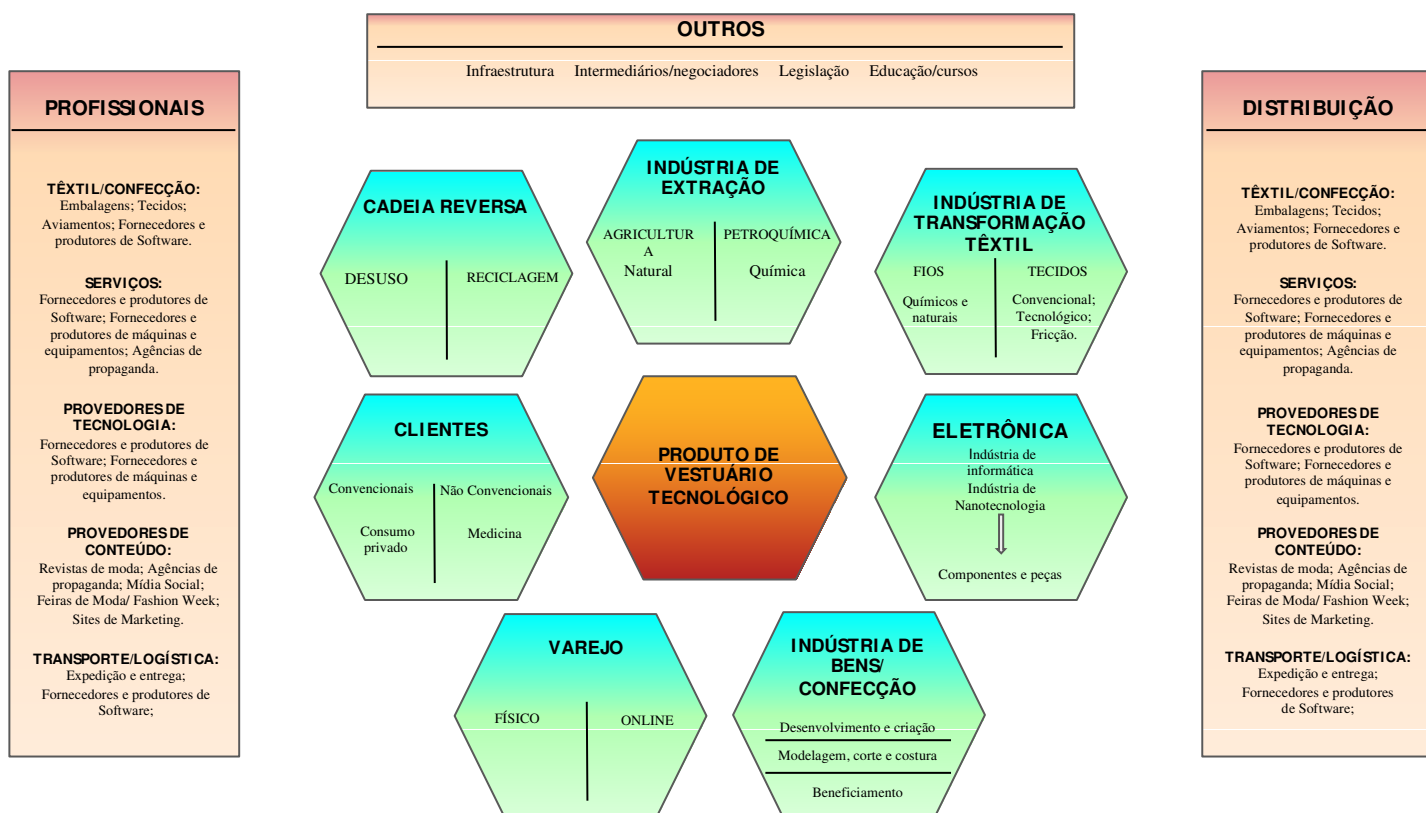 OUTROS
Infraestrutura Intermediários/negociadores Legislação Educação/cursos
PROFISSIONAIS
TÊXTIL/CONFECÇÃO:
Embalagens; Tecidos;
Aviamentos; Fornecedores e
produtores de Software.
SERVIÇOS:
Fornecedores e produtores de
Software; Fornecedores e
produtores de máquinas e
equipamentos; Agências de
propaganda.
PROVEDORES DE
TECNOLOGIA:
Fornecedores e produtores de
Software; Fornecedores e
produtores de máquinas e
equipamentos.
PROVEDORES DE
CONTEÚDO:
Revistas de moda; Agências de
propaganda; Mídia Social;
Feiras de Moda/ Fashion Week;
Sites de Marketing.
TRANSPORTE/LOGÍSTICA:
Expedição e entrega;
Fornecedores e produtores de
Software;
CADEIA REVERSA
DESUSO
RECICLAGEM
INDÚSTRIA DE
EXTRAÇÃO
AGRICULTUR
A
Natural
PETROQUÍMICA
Química
INDÚSTRIA DE
TRANSFORMAÇÃO
TÊXTIL
FIOS
Químicos e
naturais
TECIDOS
Convencional;
Tecnológico;
Fricção.
CLIENTES
Convencionais
Consumo
privado
Não Convencionais
Medicina
PRODUTO DE
VESTUÁRIO
TECNOLÓGICO
ELETRÔNICA
Indústria de
informática
Indústria de
Nanotecnologia
Componentes e peças
VAREJO
FÍSICO
ONLINE
INDÚSTRIA DE
BENS/
CONFECÇÃO
Desenvolvimento e criação
Modelagem, corte e costura
Beneficiamento
DISTRIBUIÇÃO
TÊXTIL/CONFECÇÃO:
Embalagens; Tecidos;
Aviamentos; Fornecedores e
produtores de Software.
SERVIÇOS:
Fornecedores e produtores de
Software; Fornecedores e
produtores de máquinas e
equipamentos; Agências de
propaganda.
PROVEDORES DE
TECNOLOGIA:
Fornecedores e produtores de
Software; Fornecedores e
produtores de máquinas e
equipamentos.
PROVEDORES DE
CONTEÚDO:
Revistas de moda; Agências de
propaganda; Mídia Social;
Feiras de Moda/ Fashion Week;
Sites de Marketing.
TRANSPORTE/LOGÍSTICA:
Expedição e entrega;
Fornecedores e produtores
de Software;